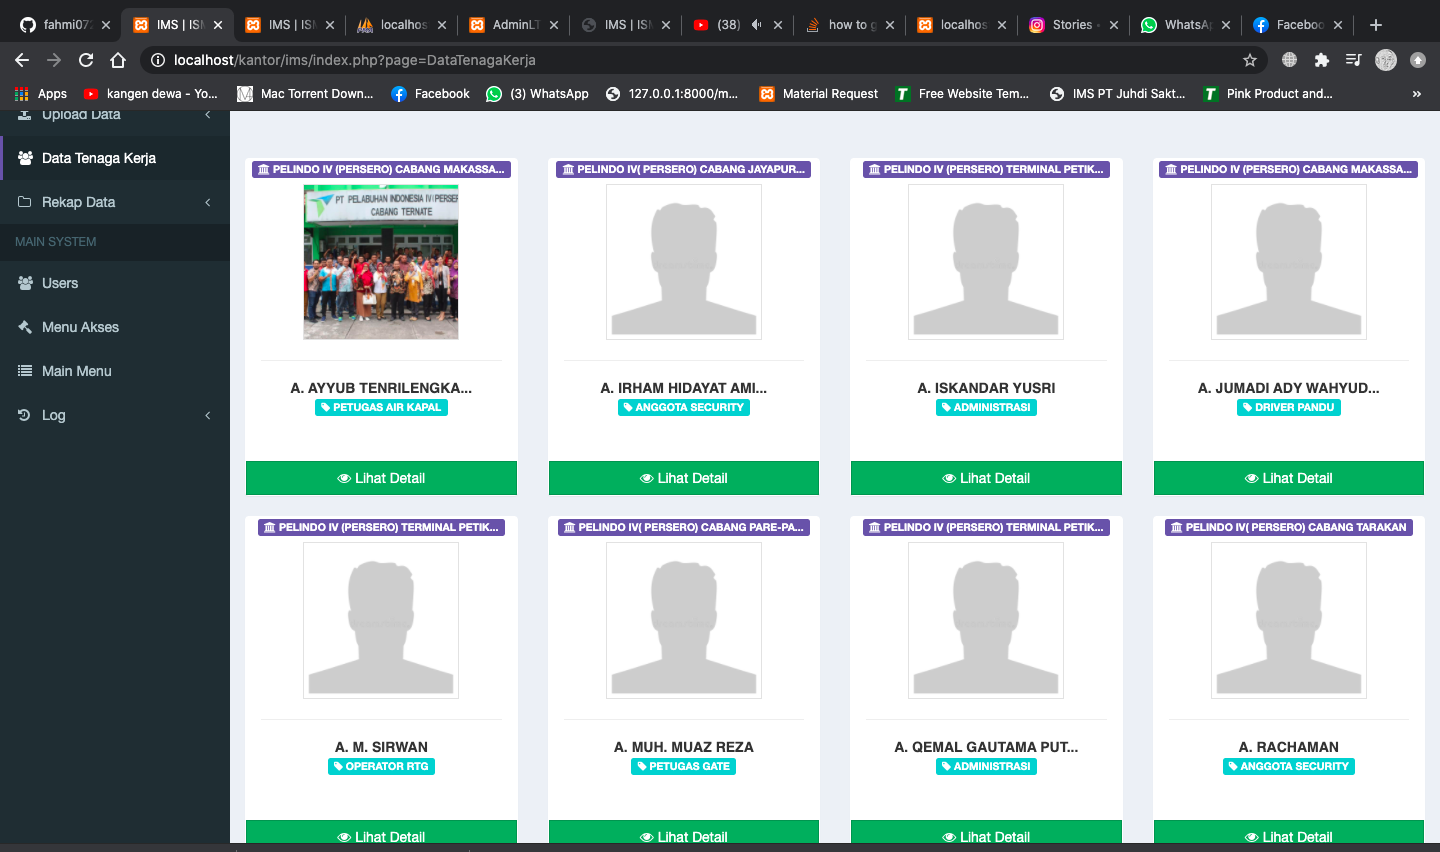 fahmi072
IMS | ISM
IMS | ISM
localhos
AdminLT
IMS | ISM
(38)
how to g
localhos
Stories •
WhatsAp
Faceboo
localhost/kantor/ims/index.php?page=DataTenagaKerja
Apps
kangen dewa - Yo...
Mac Torrent Down...
Facebook
(3) WhatsApp
127.0.0.1:8000/m...
Material Request
Free Website Tem...
IMS PT Juhdi Sakt...
Pink Product and...
»
Upload Data
Data Tenaga Kerja
Rekap Data
MAIN SYSTEM
Users
Menu Akses
Main Menu
Log
PELINDO IV (PERSERO) CABANG MAKASSA...
PT PELABUHAN INDONESIA IV (PERSER
CABANG TERNATE
A. AYYUB TENRILENGKA...
PETUGAS AIR KAPAL
Lihat Detail
PELINDO IV( PERSERO) CABANG JAYAPUR...
A. IRHAM HIDAYAT AMI...
ANGGOTA SECURITY
Lihat Detail
PELINDO IV (PERSERO) TERMINAL PETIK...
A. ISKANDAR YUSRI
ADMINISTRASI
Lihat Detail
PELINDO IV (PERSERO) CABANG MAKASSA...
A. JUMADI ADY WAHYUD...
DRIVER PANDU
Lihat Detail
PELINDO IV (PERSERO) TERMINAL PETIK...
A. M. SIRWAN
OPERATOR RTG
Lihat Detail
PELINDO IV( PERSERO) CABANG PARE-PA...
A. MUH. MUAZ REZA
PETUGAS GATE
Lihat Detail
PELINDO IV (PERSERO) TERMINAL PETIK...
A. QEMAL GAUTAMA PUT...
ADMINISTRASI
Lihat Detail
PELINDO IV( PERSERO) CABANG TARAKAN
A. RACHAMAN
ANGGOTA SECURITY
Lihat Detail